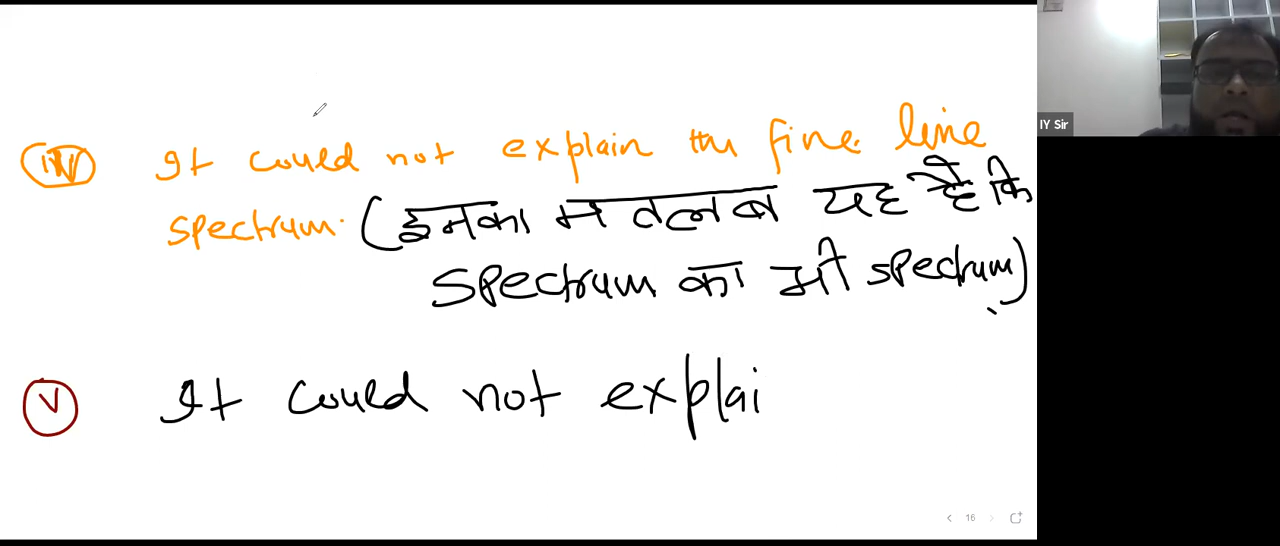 (iv) It could not explain the fine line
spectrum. (इनका मतलब यह है कि
spectrum का भी spectrum)
(v) It could not explai
IY Sir
16